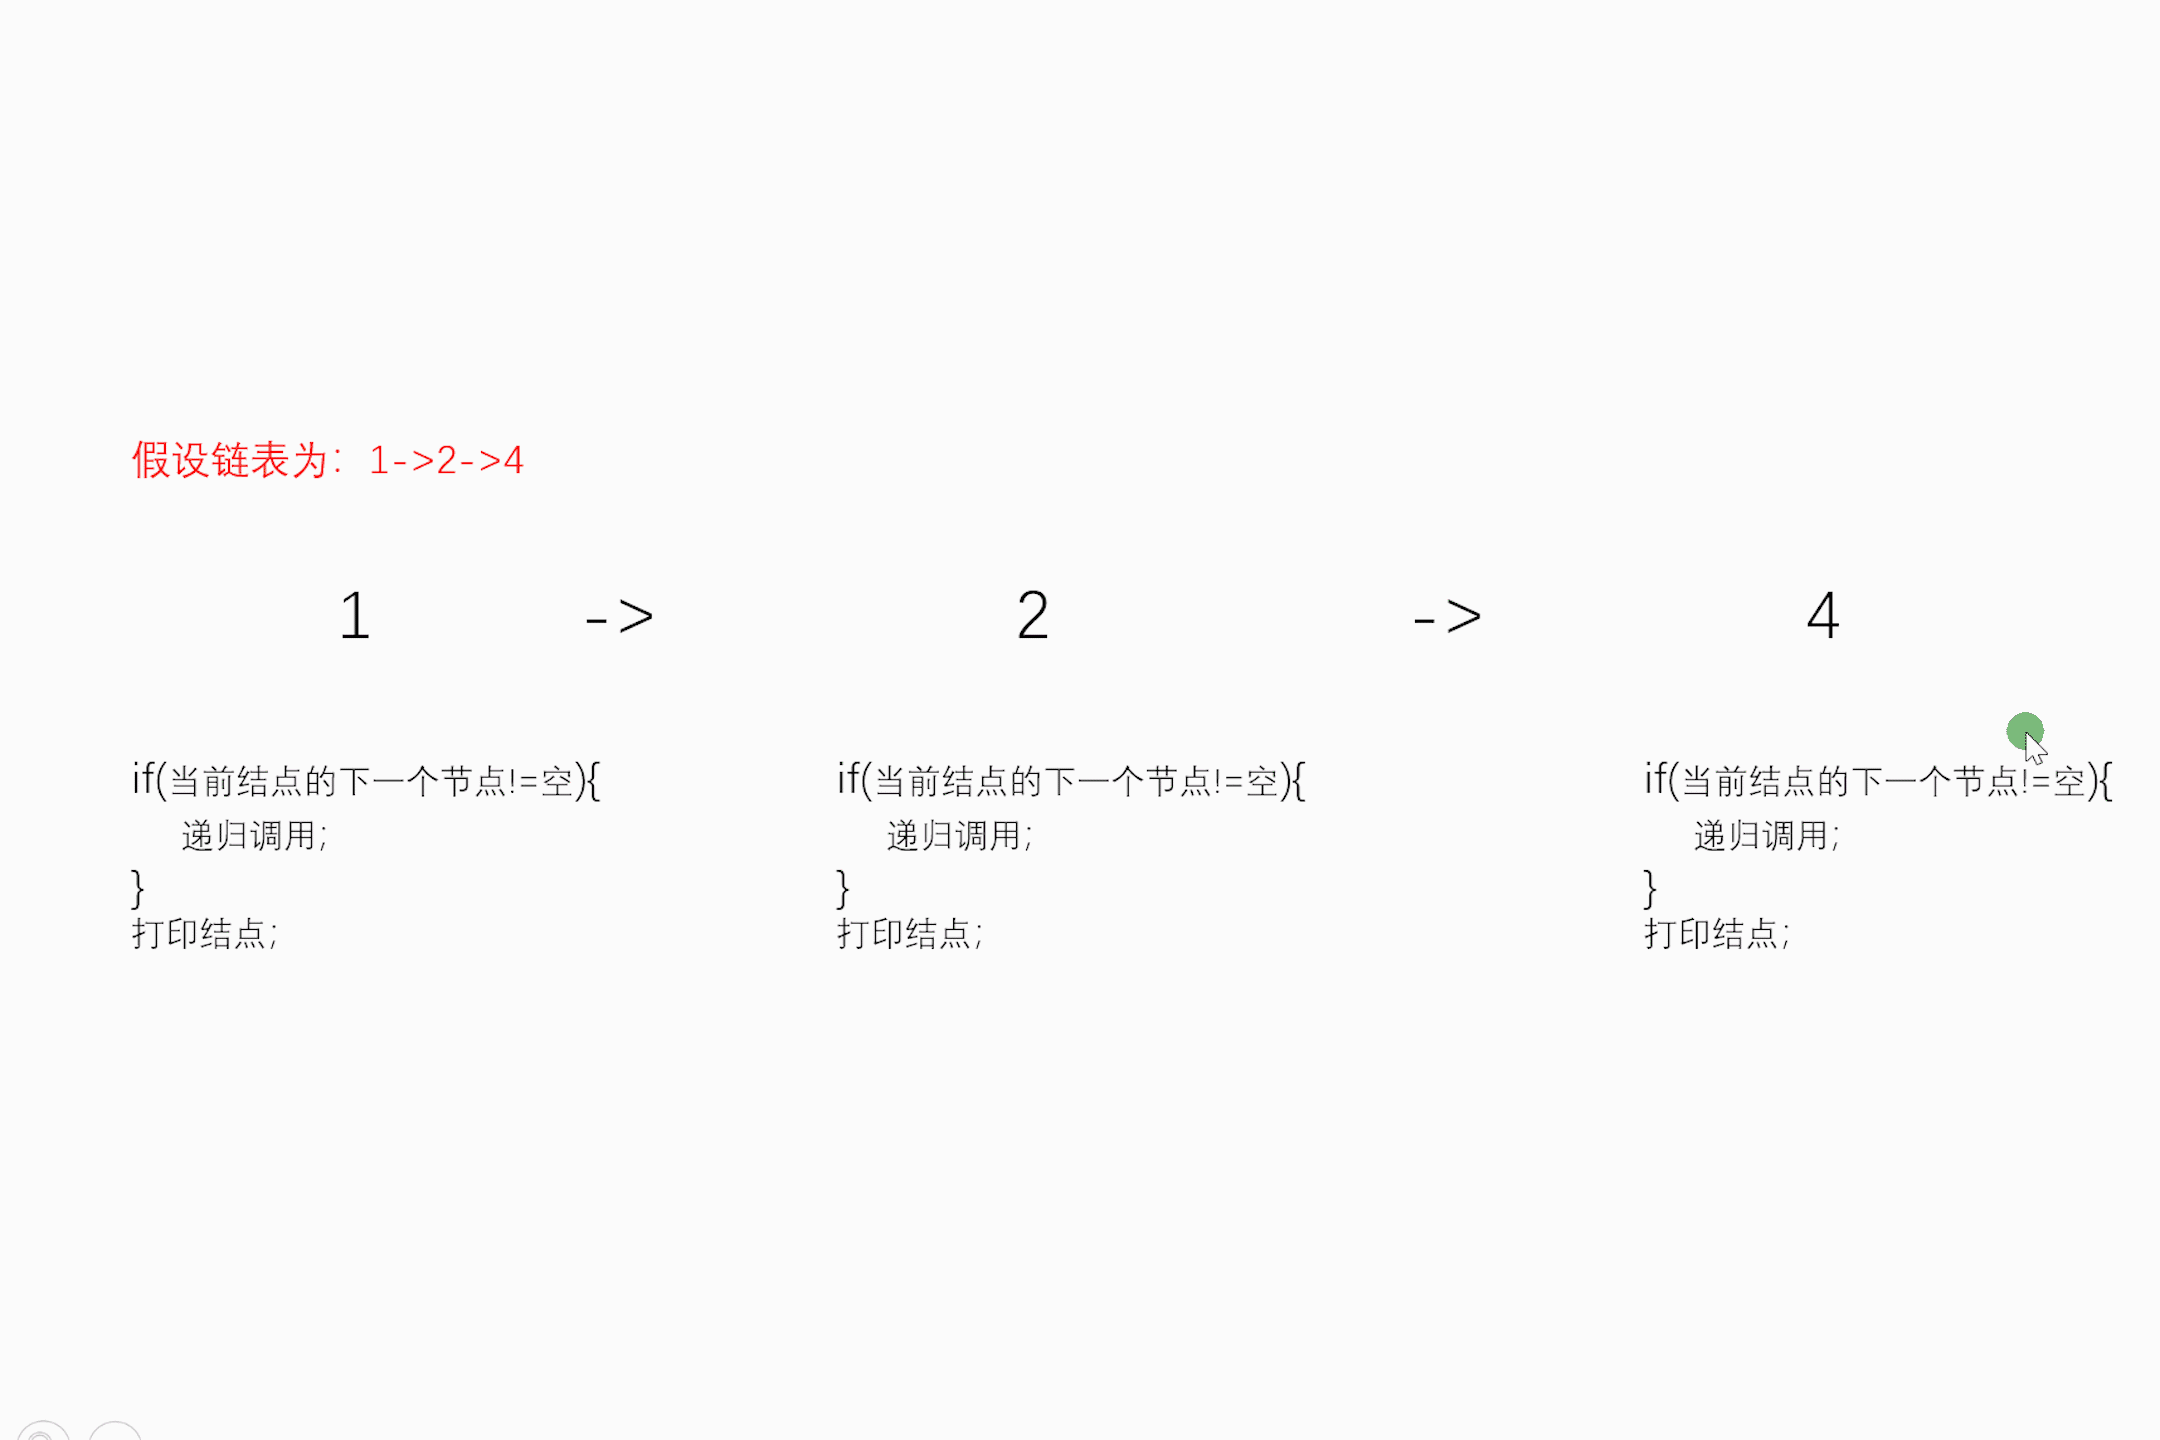 假设链表为：1->2->4
1 -> 2 -> 4
if(当前结点的下一个节点!=空){
递归调用;
}
打印结点;
if(当前结点的下一个节点!=空){
递归调用;
}
打印结点;
if(当前结点的下一个节点!=空){
递归调用;
}
打印结点;